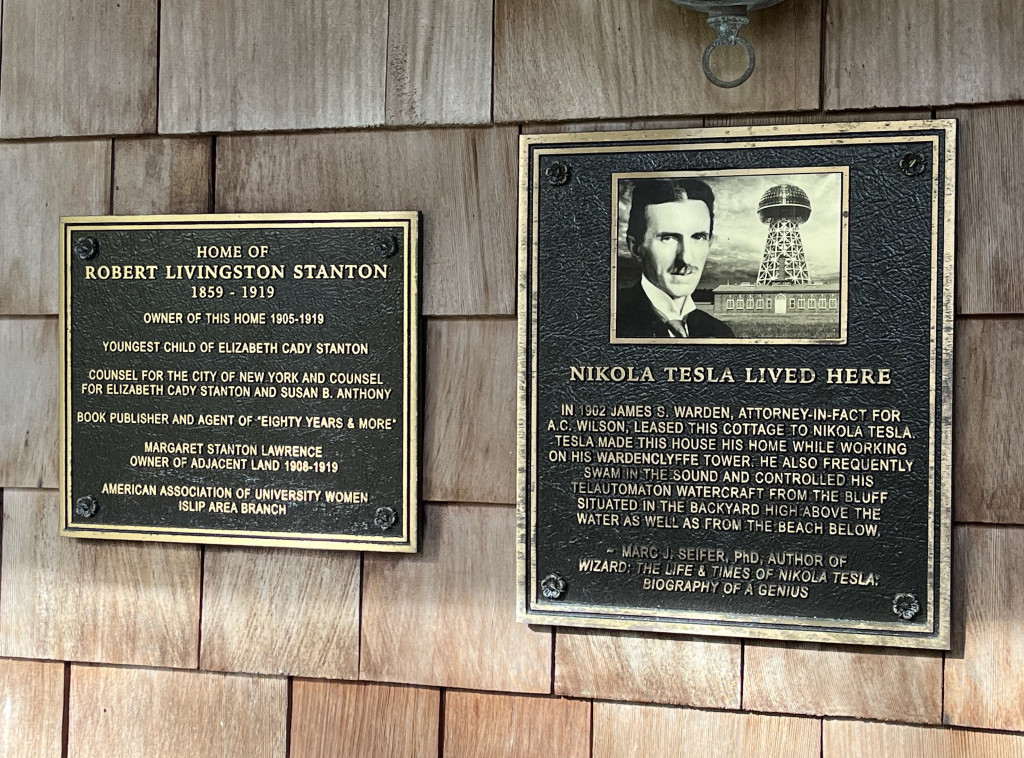 HOME OF
ROBERT LIVINGSTON STANTON
1859 - 1919
OWNER OF THIS HOME 1905-1919
YOUNGEST CHILD OF ELIZABETH CADY STANTON
COUNSEL FOR THE CITY OF NEW YORK AND COUNSEL
FOR ELIZABETH CADY STANTON AND SUSAN B. ANTHONY
BOOK PUBLISHER AND AGENT OF "EIGHTY YEARS & MORE"
MARGARET STANTON LAWRENCE
OWNER OF ADJACENT LAND 1908-1919
AMERICAN ASSOCIATION OF UNIVERSITY WOMEN
ISLIP AREA BRANCH
NIKOLA TESLA LIVED HERE
IN 1902 JAMES S. WARDEN, ATTORNEY-IN-FACT FOR
A.C. WILSON, LEASED THIS COTTAGE TO NIKOLA TESLA.
TESLA MADE THIS HOUSE HIS HOME WHILE WORKING
ON HIS WARDENCLYFFE TOWER. HE ALSO FREQUENTLY
SWAM IN THE SOUND AND CONTROLLED HIS
TELAUTOMATON WATERCRAFT FROM THE BLUFF
SITUATED IN THE BACKYARD HIGH ABOVE THE
WATER AS WELL AS FROM THE BEACH BELOW.
~ MARC J. SEIFER, PhD, AUTHOR OF
WIZARD: THE LIFE & TIMES OF NIKOLA TESLA:
BIOGRAPHY OF A GENIUS